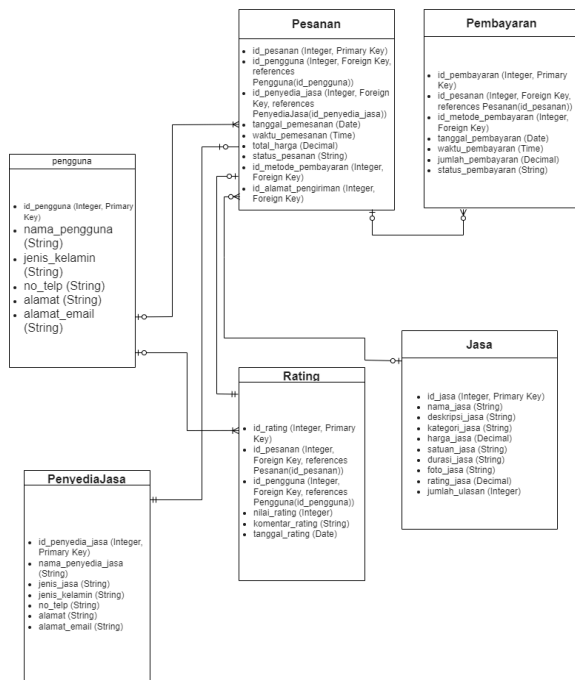 Pesanan
• id_pesanan (Integer, Primary Key)
• id_pengguna (Integer, Foreign Key,
references
Pengguna(id_pengguna))
• id_penyedia_jasa (Integer, Foreign
Key, references
PenyediaJasa(id_penyedia_jasa))
• tanggal_pemesanan (Date)
• waktu_pemesanan (Time)
• total_harga (Decimal)
• status_pesanan (String)
• id_metode_pembayaran (Integer,
Foreign Key)
• id_alamat_pengiriman (Integer,
Foreign Key)
Pembayaran
• id_pembayaran (Integer, Primary
Key)
• id_pesanan (Integer, Foreign Key,
references Pesanan(id_pesanan))
• id_metode_pembayaran (Integer,
Foreign Key)
• tanggal_pembayaran (Date)
• waktu_pembayaran (Time)
• jumlah_pembayaran (Decimal)
• status_pembayaran (String)
pengguna
• id_pengguna (Integer, Primary
Key)
• nama_pengguna
(String)
• jenis_kelamin
(String)
• no_telp (String)
• alamat (String)
• alamat_email
(String)
Jasa
• id_jasa (Integer, Primary Key)
• nama_jasa (String)
• deskripsi_jasa (String)
• kategori_jasa (String)
• harga_jasa (Decimal)
• satuan_jasa (String)
• durasi_jasa (String)
• foto_jasa (String)
• rating_jasa (Decimal)
• jumlah_ulasan (Integer)
Rating
• id_rating (Integer, Primary
Key)
• id_pesanan (Integer,
Foreign Key, references
Pesanan(id_pesanan))
• id_pengguna (Integer,
Foreign Key, references
Pengguna(id_pengguna))
• nilai_rating (Integer)
• komentar_rating (String)
• tanggal_rating (Date)
PenyediaJasa
• id_penyedia_jasa (Integer,
Primary Key)
• nama_penyedia_jasa
(String)
• jenis_jasa (String)
• jenis_kelamin (String)
• no_telp (String)
• alamat (String)
• alamat_email (String)